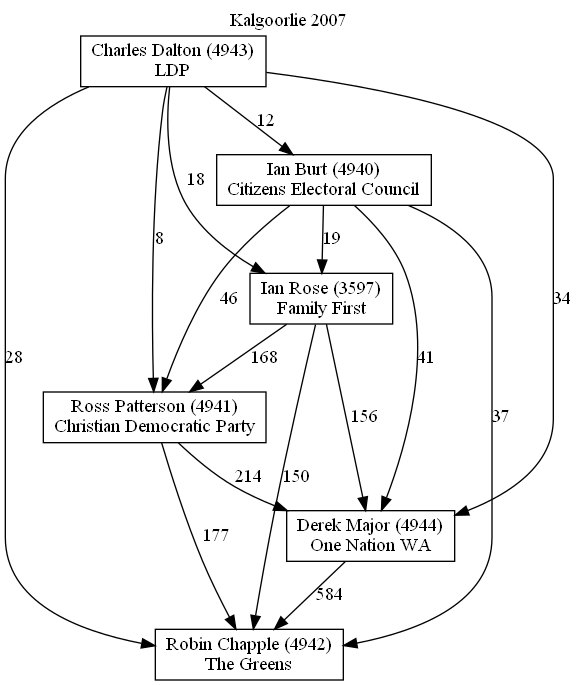 Kalgoorlie 2007
Charles Dalton (4943)
LDP
12
Ian Burt (4940)
Citizens Electoral Council
18
8
19
Ian Rose (3597)
Family First
46
34
28
168
41
Ross Patterson (4941)
Christian Democratic Party
156
37
214
150
Derek Major (4944)
One Nation WA
177
584
Robin Chapple (4942)
The Greens